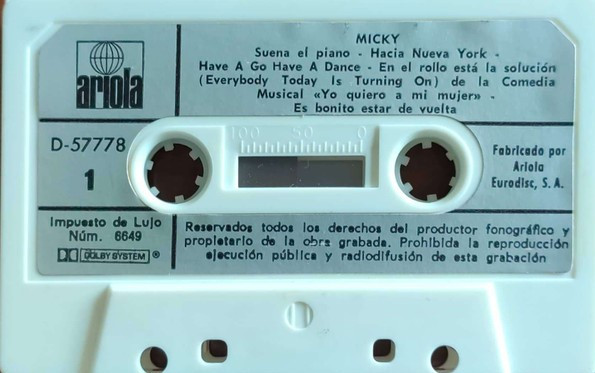 ariola
MICKY
Suena el piano - Hacia Nueva York -
Have A Go Have A Dance - En el rollo está la solución
(Everybody Today Is Turning On) de la Comedia
Musical «Yo quiero a mi mujer» -
Es bonito estar de vuelta
D-57778
1
100 50 0
Fabricado por
Ariola
Eurodisc, S. A.
Impuesto de Lujo
Núm. 6649
DOLBY SYSTEM ®
Reservados todos los derechos del productor fonográfico y
propietario de la obra grabada. Prohibida la reproducción
ejecución pública y radiodifusión de esta grabación